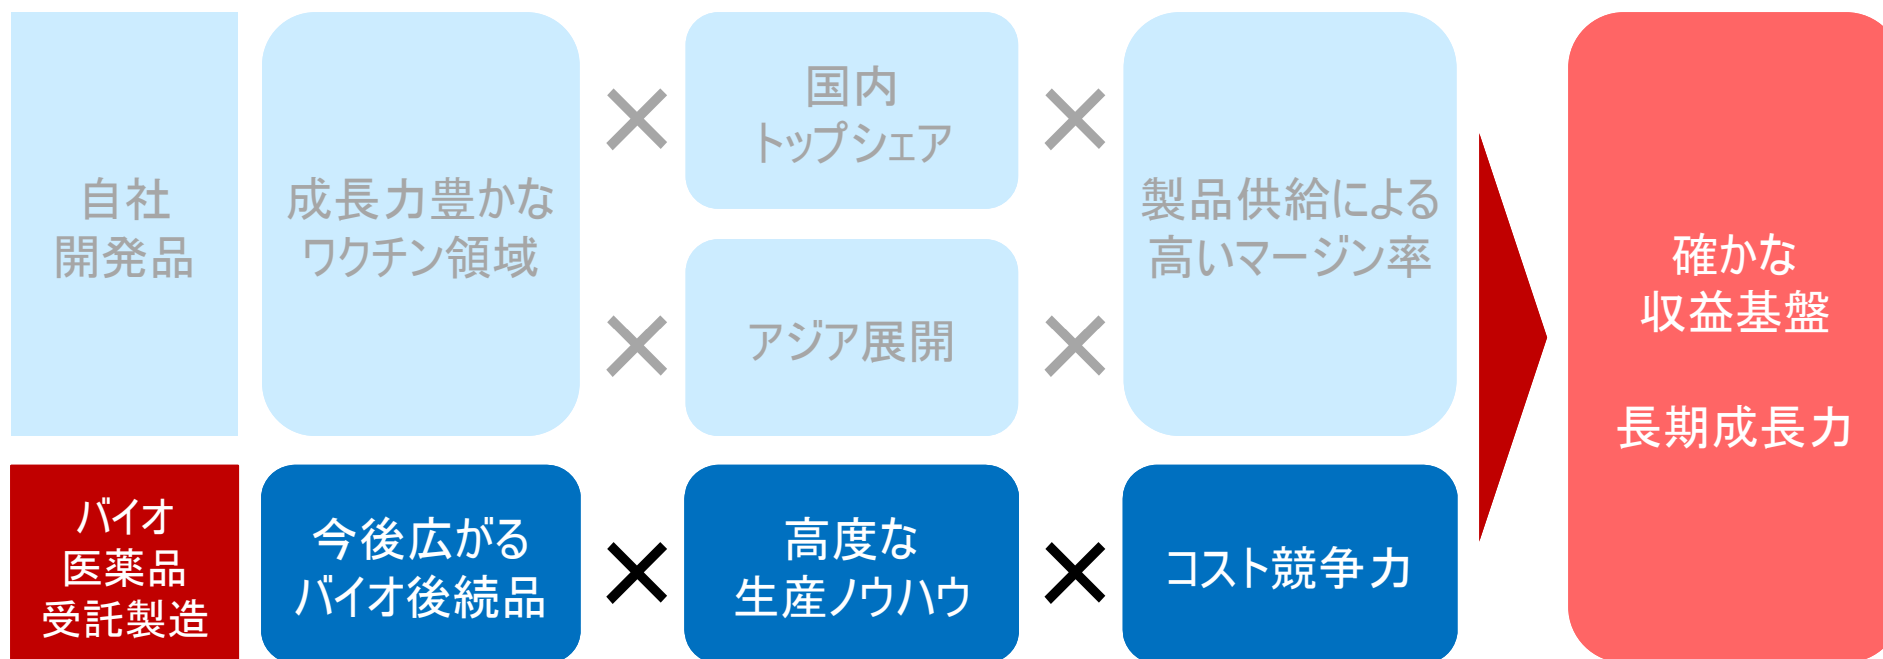 自社
開発品
成長力豊かな
ワクチン領域
×
国内
トップシェア
×
製品供給による
高いマージン率
×
アジア展開
×
確かな
収益基盤
長期成長力
バイオ
医薬品
受託製造
今後広がる
バイオ後続品
×
高度な
生産ノウハウ
×
コスト競争力